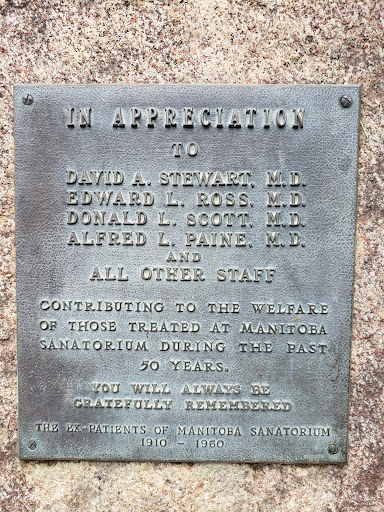 IN APPRECIATION
TO
DAVID A. STEWART, M.D.
EDWARD L. ROSS, M.D.
DONALD L. SCOTT, M.D.
ALFRED L. PAINE, M.D.
AND
ALL OTHER STAFF
CONTRIBUTING TO THE WELFARE
OF THOSE TREATED AT MANITOBA
SANATORIUM DURING THE PAST
50 YEARS.
YOU WILL ALWAYS BE
GRATEFULLY REMEMBERED
THE EX-PATIENTS OF MANITOBA SANATORIUM
1910 – 1960